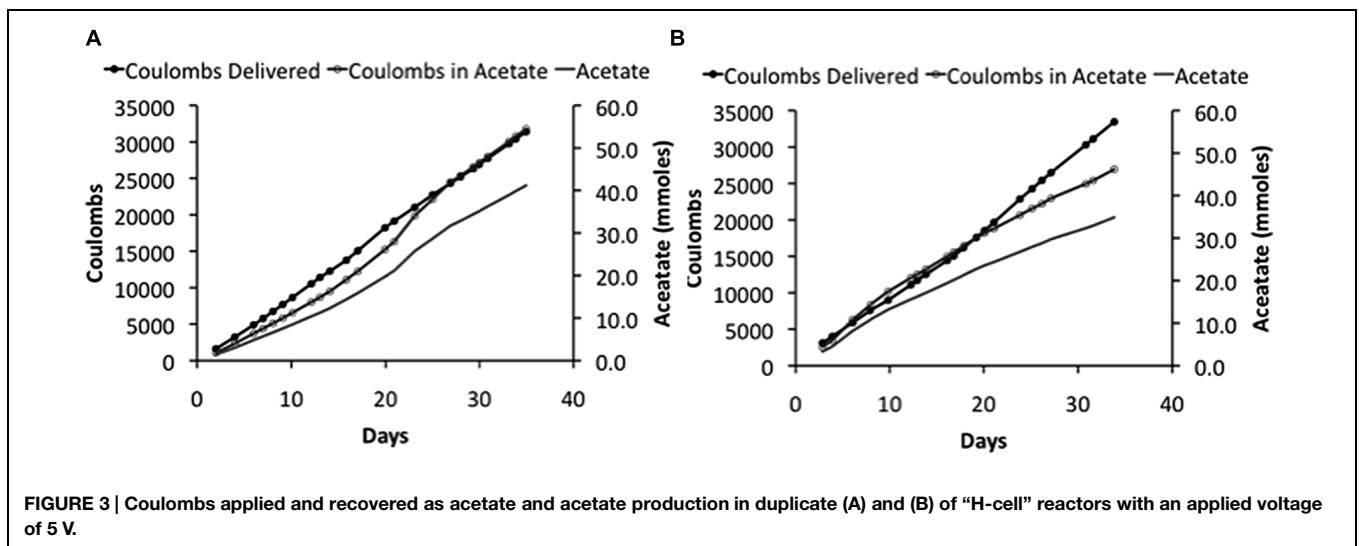 A
Coulombs Delivered Coulombs in Acetate Acetate
35000
30000
25000
20000
15000
10000
5000
0
Coulombs
60.0
50.0
40.0
30.0
20.0
10.0
0.0
Aceatate (mmoles)
0 10 20 30 40
Days
B
Coulombs Delivered Coulombs in Acetate Acetate
35000
30000
25000
20000
15000
10000
5000
0
Coulombs
60.0
50.0
40.0
30.0
20.0
10.0
0.0
Aceatate (mmoles)
0 10 20 30 40
Days
FIGURE 3 | Coulombs applied and recovered as acetate and acetate production in duplicate (A) and (B) of “H-cell” reactors with an applied voltage
of 5 V.